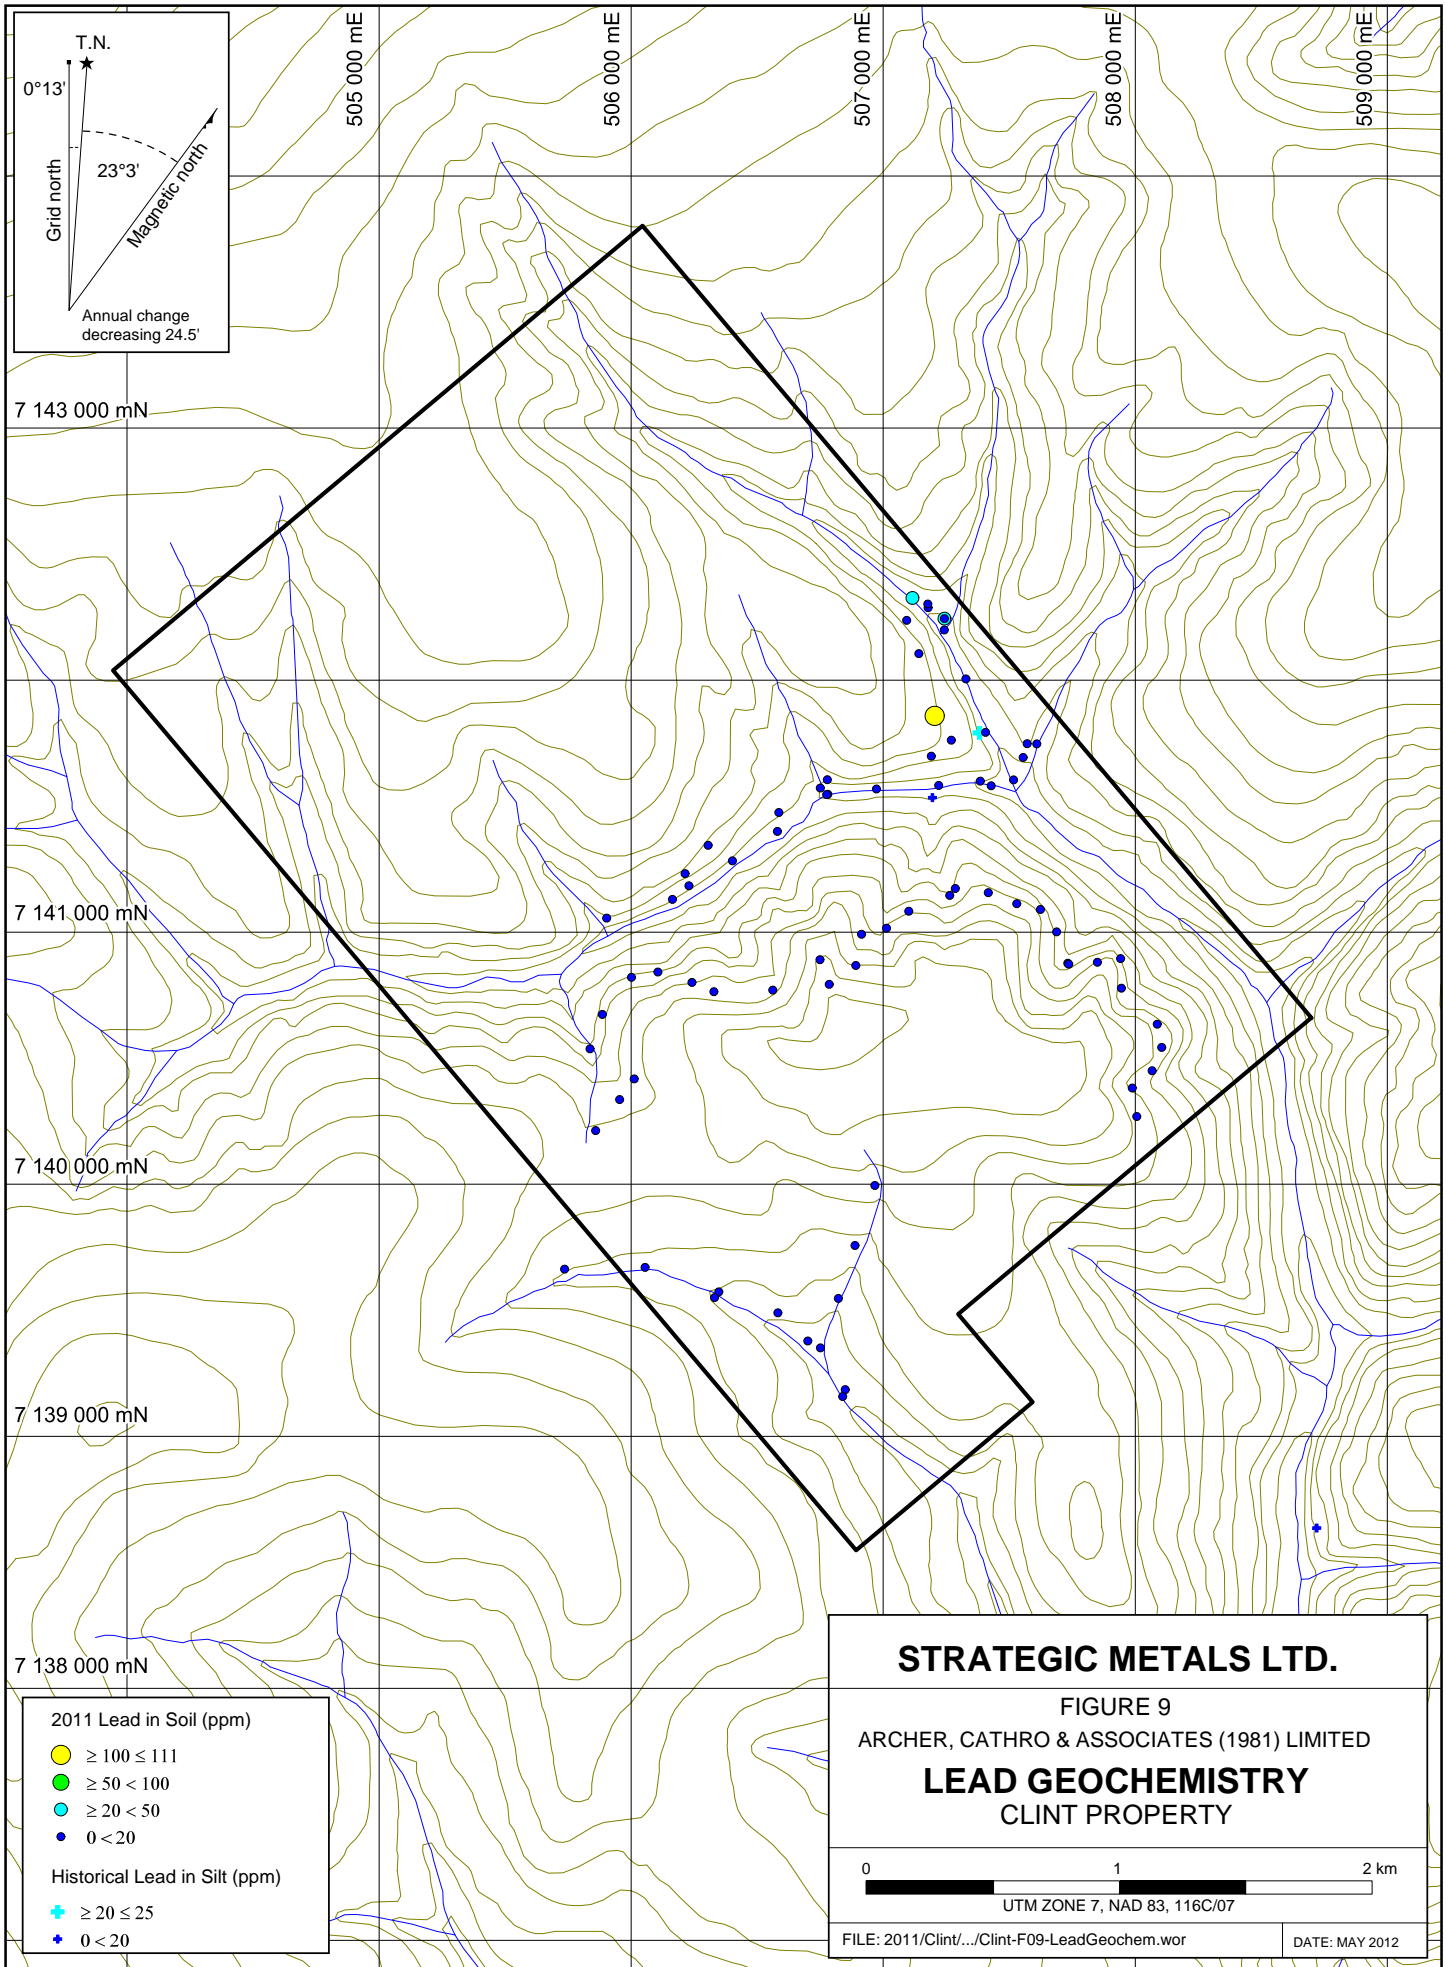 T.N.
0°13'
23°3'
Grid north
Magnetic north
Annual change
decreasing 24.5'
505 000 mE
506 000 mE
507 000 mE
508 000 mE
509 000 mE
7 143 000 mN
7 141 000 mN
7 140 000 mN
7 139 000 mN
7 138 000 mN
2011 Lead in Soil (ppm)
≥ 100 ≤ 111
≥ 50 < 100
≥ 20 < 50
0 < 20
Historical Lead in Silt (ppm)
≥ 20 ≤ 25
0 < 20
STRATEGIC METALS LTD.
FIGURE 9
ARCHER, CATHRO & ASSOCIATES (1981) LIMITED
LEAD GEOCHEMISTRY
CLINT PROPERTY
0 1 2 km
UTM ZONE 7, NAD 83, 116C/07
FILE: 2011/Clint/.../Clint-F09-LeadGeochem.wor
DATE: MAY 2012